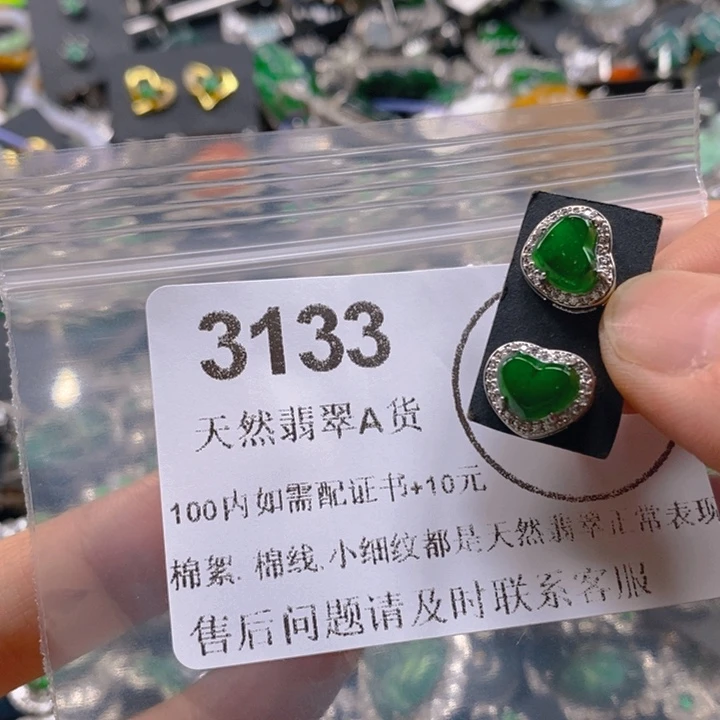 3133
天然翡翠A货
100内如需配证书+10元
棉絮.棉线.小细纹都是天然翡翠正常表现
售后问题请及时联系客服